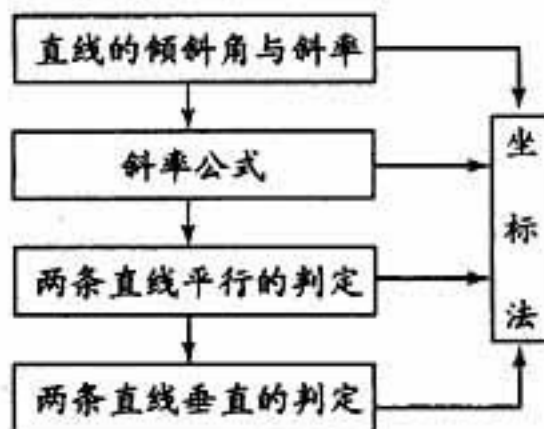 直线的倾斜角与斜率
斜率公式
两条直线平行的判定
两条直线垂直的判定
坐标法